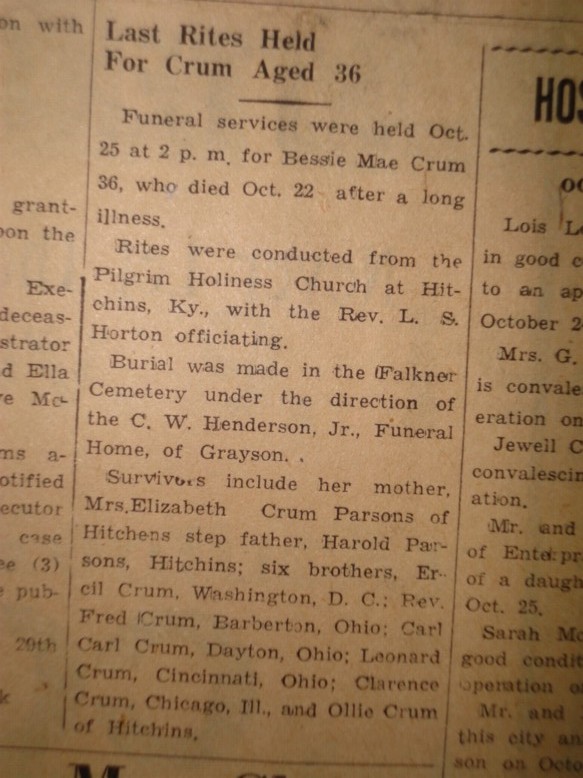 on with
grant-
on the
Exe-
deceas-
strator
d Ella
e Mc-
ms a-
otified
ecutor
case
ee (3)
e pub-
29th
k
Last Rites Held
For Crum Aged 36
Funeral services were held Oct.
25 at 2 p. m. for Bessie Mae Crum
36, who died Oct. 22 after a long
illness.
Rites were conducted from the
Pilgrim Holiness Church at Hit-
chins, Ky., with the Rev. L. S.
Horton officiating.
Burial was made in the Falkner
Cemetery under the direction of
the C. W. Henderson, Jr., Funeral
Home, of Grayson.
Survivors include her mother,
Mrs.Elizabeth Crum Parsons of
Hitchens step father, Harold Par-
sons, Hitchins; six brothers, Er-
cil Crum, Washington, D. C.; Rev.
Fred Crum, Barberton, Ohio; Carl
Carl Crum, Dayton, Ohio; Leonard
Crum, Cincinnati, Ohio; Clarence
Crum, Chicago, Ill., and Ollie Crum
of Hitchins.
HOS
OC
Lois L
in good c
to an ap
October 2
Mrs. G.
is convale
eration on
Jewell C
convalescin
ation.
Mr. and
of Enterpr
of a daugh
Oct. 25.
Sarah Mc
good condit
operation o
Mr. and
this city an
son on Octo